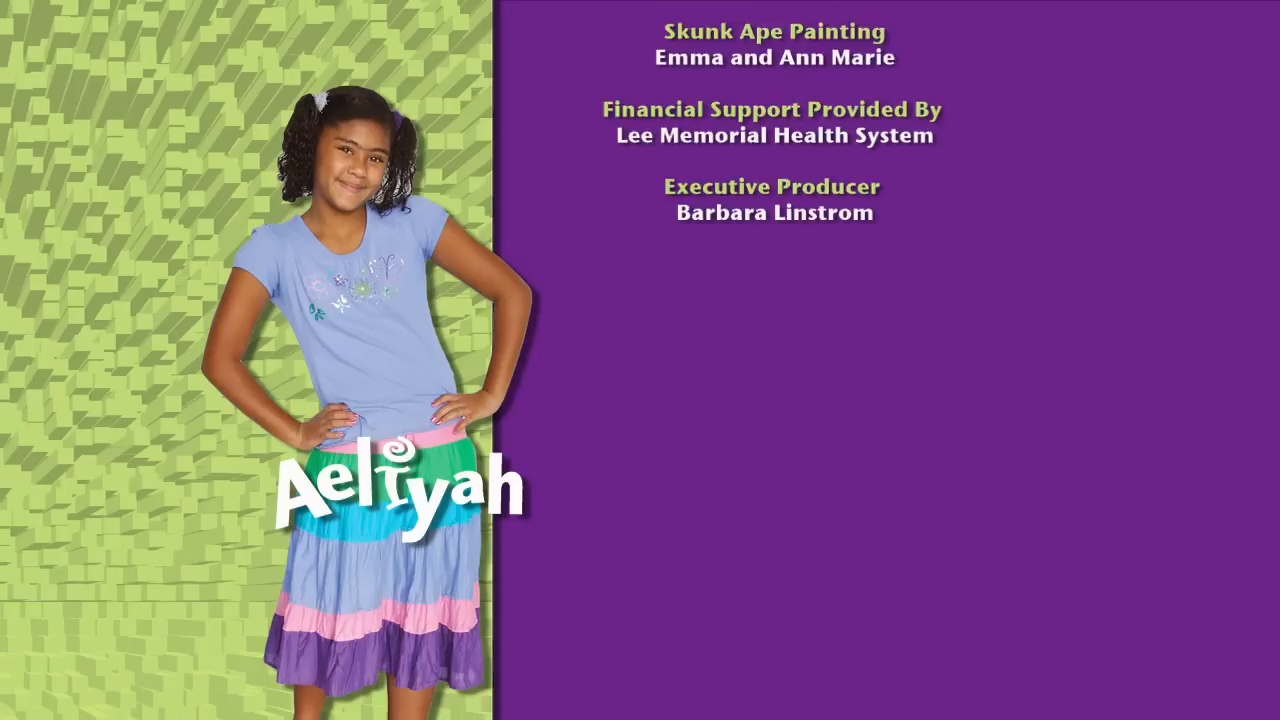 Skunk Ape Painting
Emma and Ann Marie
Financial Support Provided By
Lee Memorial Health System
Executive Producer
Barbara Linstrom
Aeliyah